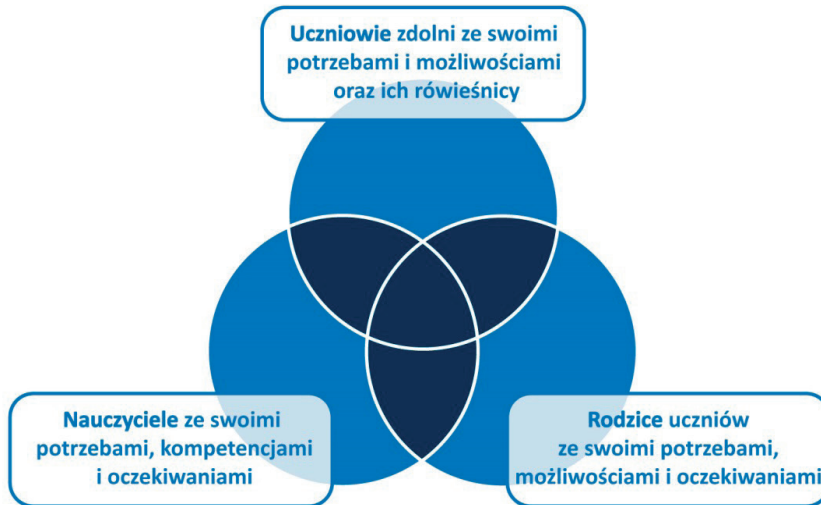 Uczniowie zdolni ze swoimi
potrzebami i możliwościami
oraz ich rówieśnicy
Nauczyciele ze swoimi
potrzebami, kompetencjami
i oczekiwaniami
Rodzice uczniów
ze swoimi potrzebami,
możliwościami i oczekiwaniami